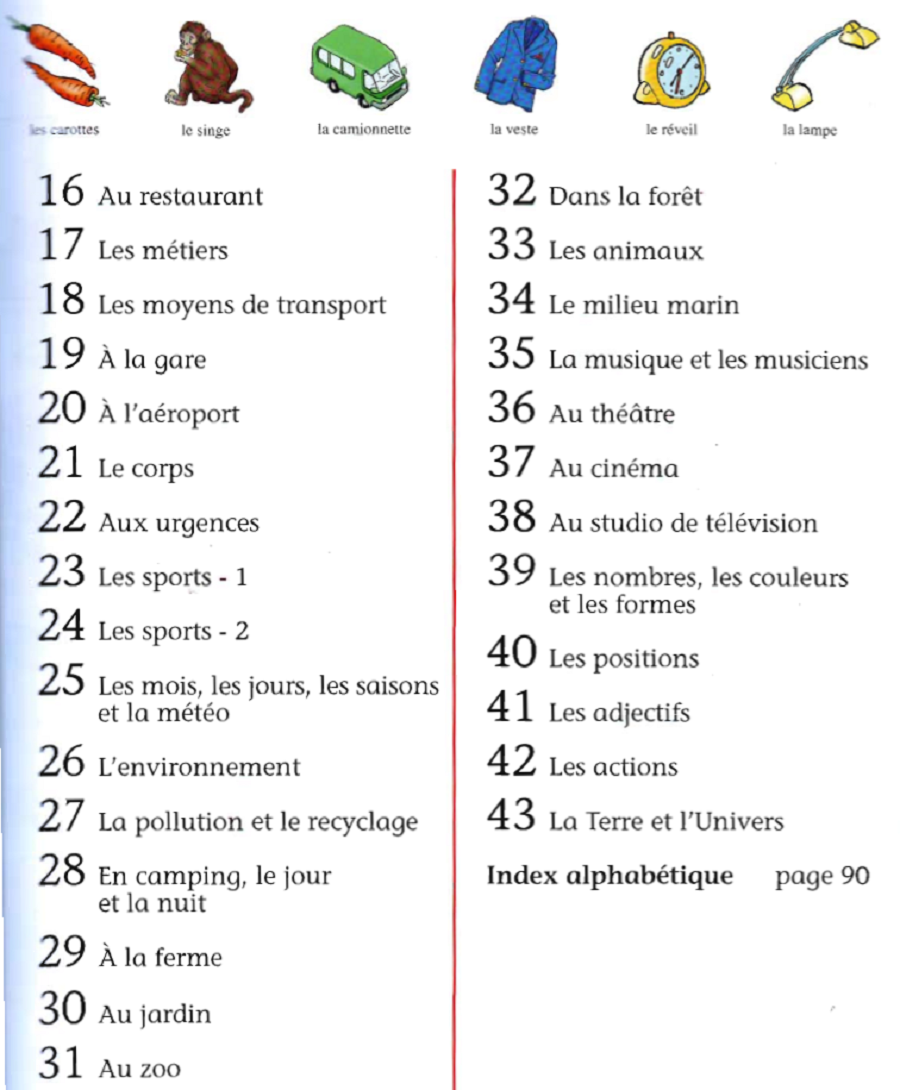 les carottes
le singe
la camionnette
la veste
le réveil
la lampe
16 Au restaurant
17 Les métiers
18 Les moyens de transport
19 À la gare
20 À l'aéroport
21 Le corps
22 Aux urgences
23 Les sports - 1
24 Les sports - 2
25 Les mois, les jours, les saisons
et la météo
26 L'environnement
27 La pollution et le recyclage
28 En camping, le jour
et la nuit
29 À la ferme
30 Au jardin
31 Au zoo
32 Dans la forêt
33 Les animaux
34 Le milieu marin
35 La musique et les musiciens
36 Au théâtre
37 Au cinéma
38 Au studio de télévision
39 Les nombres, les couleurs
et les formes
40 Les positions
41 Les adjectifs
42 Les actions
43 La Terre et l'Univers
Index alphabétique page 90